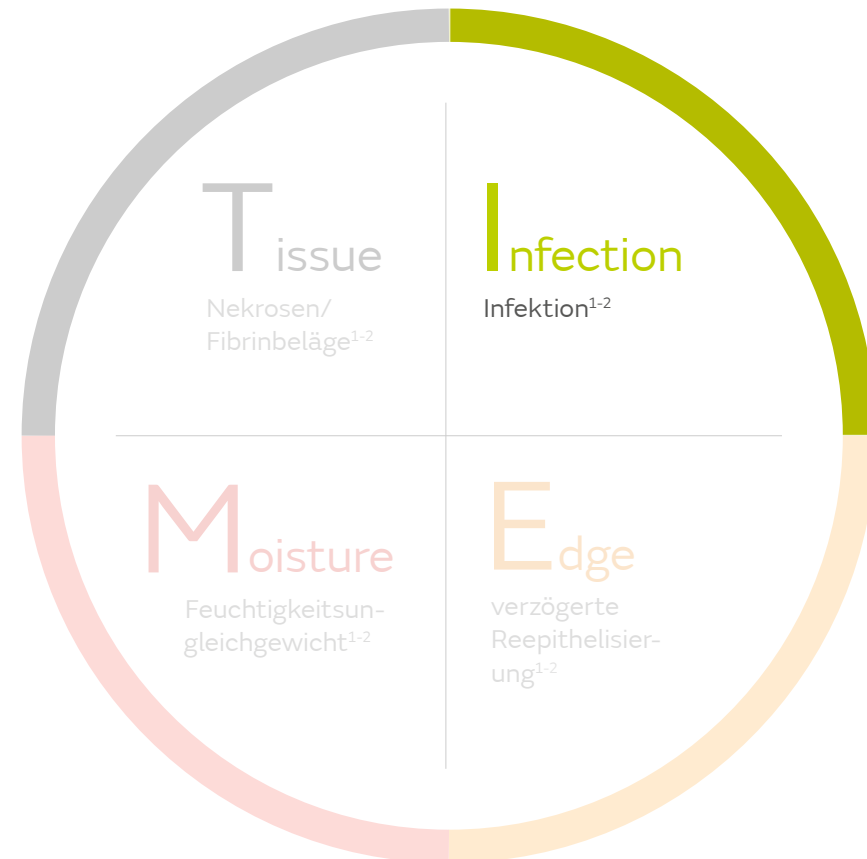 Tissue
Nekrosen/
Fibrinbeläge¹⁻²
Infection
Infektion¹⁻²
Moisture
Feuchtigkeitsun-
gleichgewicht¹⁻²
Edge
verzögerte
Reepithelisier-
ung¹⁻²